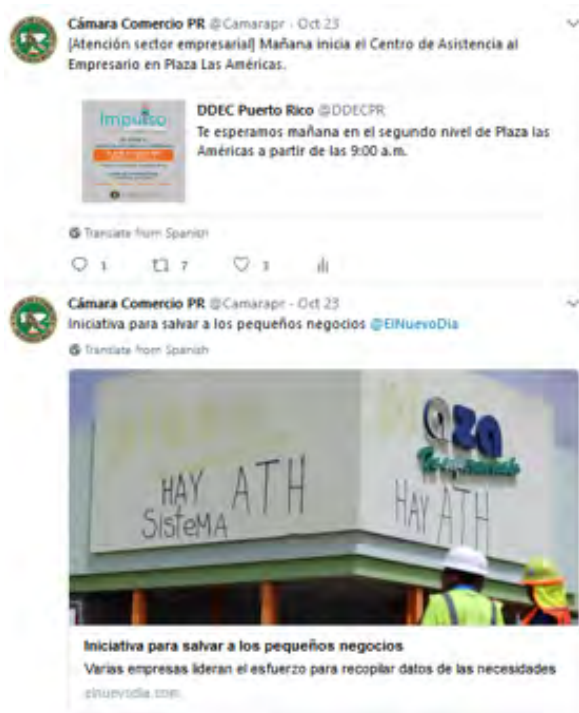 Cámara Comercio PR @Camarapr · Oct 23
[Atención sector empresarial] Mañana inicia el Centro de Asistencia al
Empresario en Plaza Las Américas.
Impulso
DDEC Puerto Rico @DDECPR
Te esperamos mañana en el segundo nivel de Plaza las
Américas a partir de las 9:00 a.m.
Translate from Spanish
1 7 3
Cámara Comercio PR @Camarapr · Oct 23
Iniciativa para salvar a los pequeños negocios @ElNuevoDia
Translate from Spanish
HAY ATH
SISTEMA
HAY ATH
Iniciativa para salvar a los pequeños negocios
Varias empresas lideran el esfuerzo para recopilar datos de las necesidades
elnuevodia.com